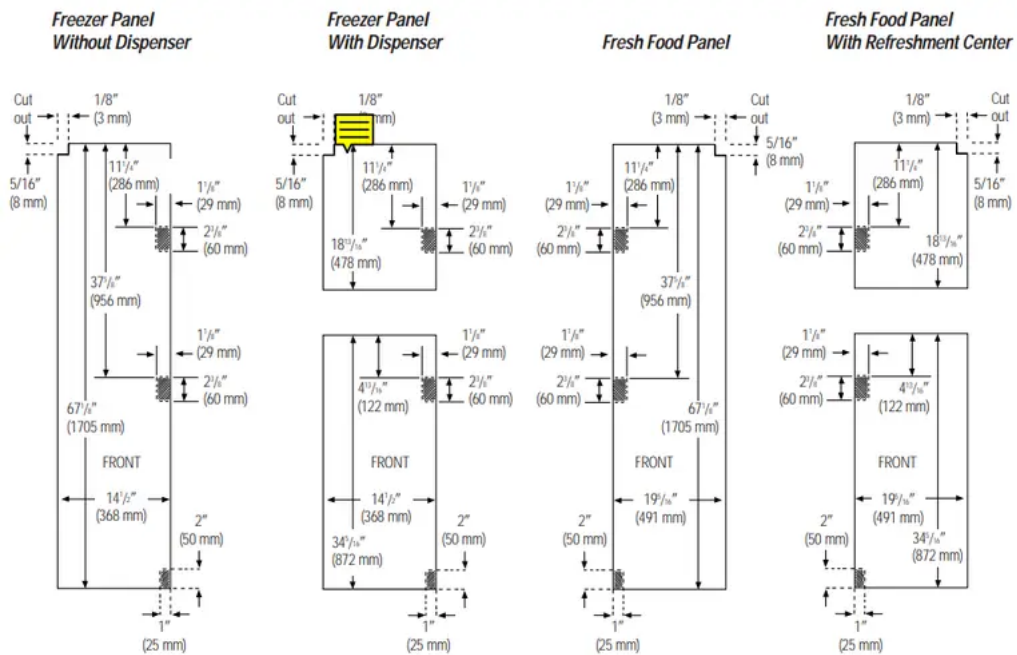 Freezer Panel
Without Dispenser
Freezer Panel
With Dispenser
Fresh Food Panel
Fresh Food Panel
With Refreshment Center
Cut
out
1/8"
(3 mm)
5/16"
(8 mm)
11¼"
(286 mm)
1⅛"
(29 mm)
2⅜"
(60 mm)
37⅝"
(956 mm)
1⅛"
(29 mm)
2⅜"
(60 mm)
67⅛"
(1705 mm)
FRONT
14½"
(368 mm)
2"
(50 mm)
1"
(25 mm)
Cut
out
1/8"
mm)
5/16"
(8 mm)
11¼"
(286 mm)
1⅛"
(29 mm)
2⅜"
(60 mm)
18¹³/₁₆"
(478 mm)
1⅛"
(29 mm)
2⅜"
(60 mm)
4¹³/₁₆"
(122 mm)
FRONT
14½"
(368 mm)
34⁵/₁₆"
(872 mm)
2"
(50 mm)
1"
(25 mm)
1/8"
(3 mm)
Cut
out
5/16"
(8 mm)
11¼"
(286 mm)
1⅛"
(29 mm)
2⅜"
(60 mm)
37⅝"
(956 mm)
1⅛"
(29 mm)
2⅜"
(60 mm)
67⅛"
(1705 mm)
FRONT
19⁵/₁₆"
(491 mm)
2"
(50 mm)
1"
(25 mm)
1/8"
(3 mm)
Cut
out
5/16"
(8 mm)
11¼"
(286 mm)
1⅛"
(29 mm)
2⅜"
(60 mm)
18¹³/₁₆"
(478 mm)
1⅛"
(29 mm)
2⅜"
(60 mm)
4¹³/₁₆"
(122 mm)
FRONT
19⁵/₁₆"
(491 mm)
34⁵/₁₆"
(872 mm)
2"
(50 mm)
1"
(25 mm)